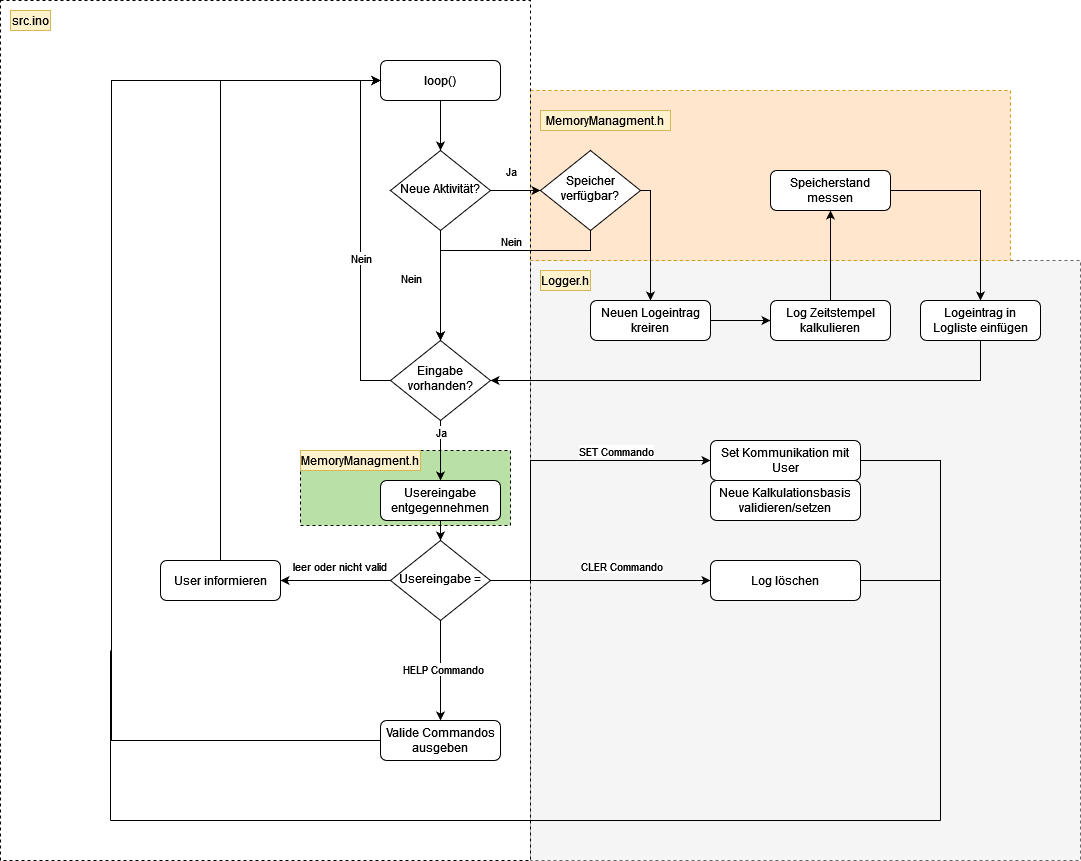 src.ino
loop()
MemoryManagment.h
Neue Aktivität?
Ja
Speicher
verfügbar?
Speicherstand
messen
Nein
Nein
Nein
Logger.h
Neuen Logeintrag
kreiren
Log Zeitstempel
kalkulieren
Logeintrag in
Logliste einfügen
Eingabe
vorhanden?
Ja
MemoryManagment.h
Usereingabe
entgegennehmen
SET Commando
Set Kommunikation mit
User
Neue Kalkulationsbasis
validieren/setzen
User informieren
leer oder nicht valid
Usereingabe =
CLER Commando
Log löschen
HELP Commando
Valide Commandos
ausgeben